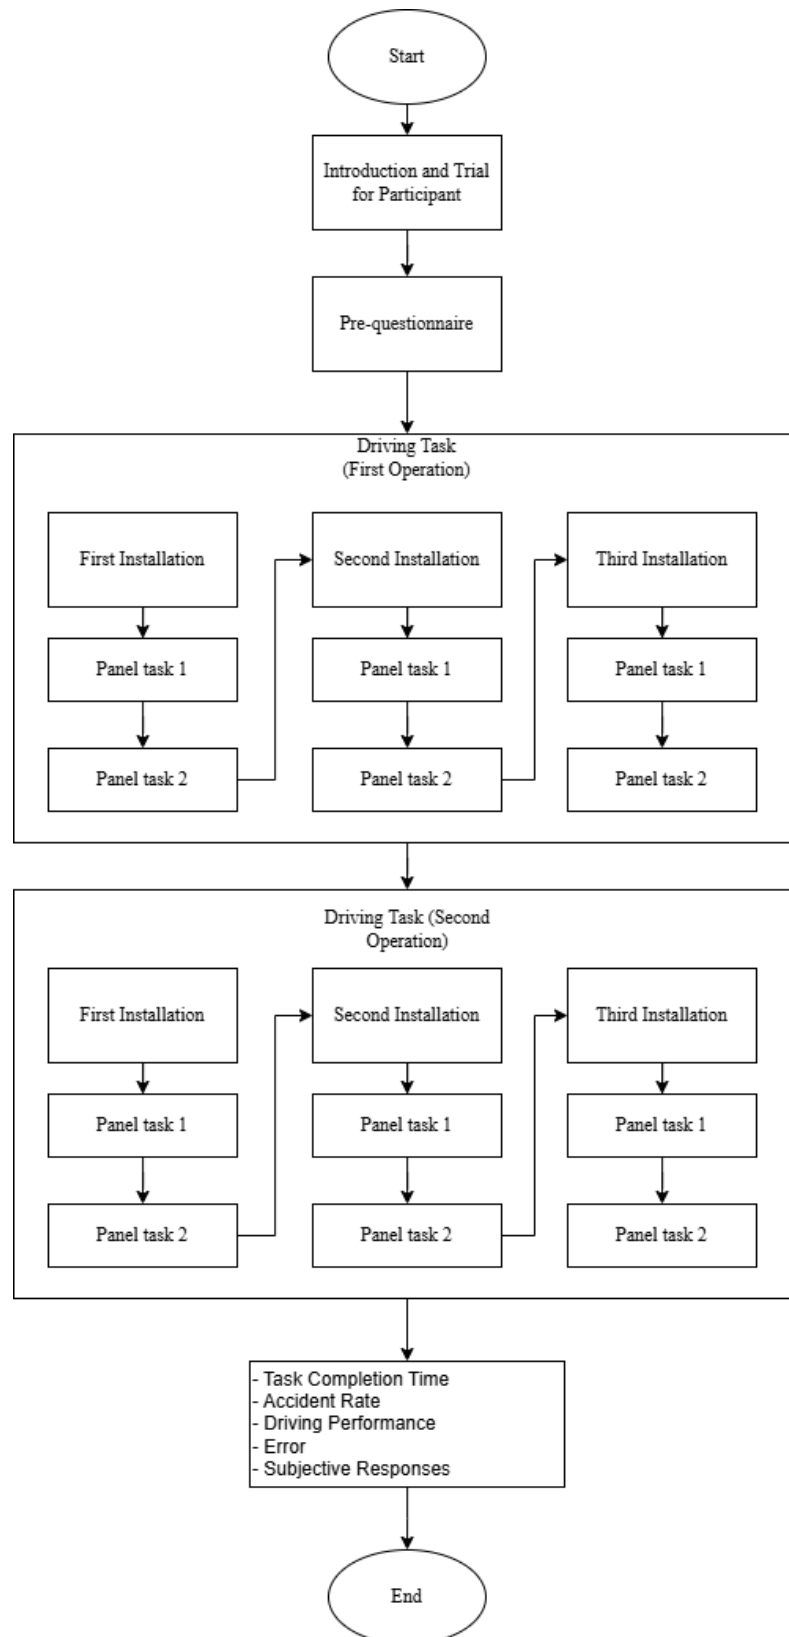 Start
Introduction and Trial
for Participant
Pre-questionnaire
Driving Task
(First Operation)
First Installation
Panel task 1
Panel task 2
Second Installation
Panel task 1
Panel task 2
Third Installation
Panel task 1
Panel task 2
Driving Task (Second
Operation)
First Installation
Panel task 1
Panel task 2
Second Installation
Panel task 1
Panel task 2
Third Installation
Panel task 1
Panel task 2
- Task Completion Time
- Accident Rate
- Driving Performance
- Error
- Subjective Responses
End